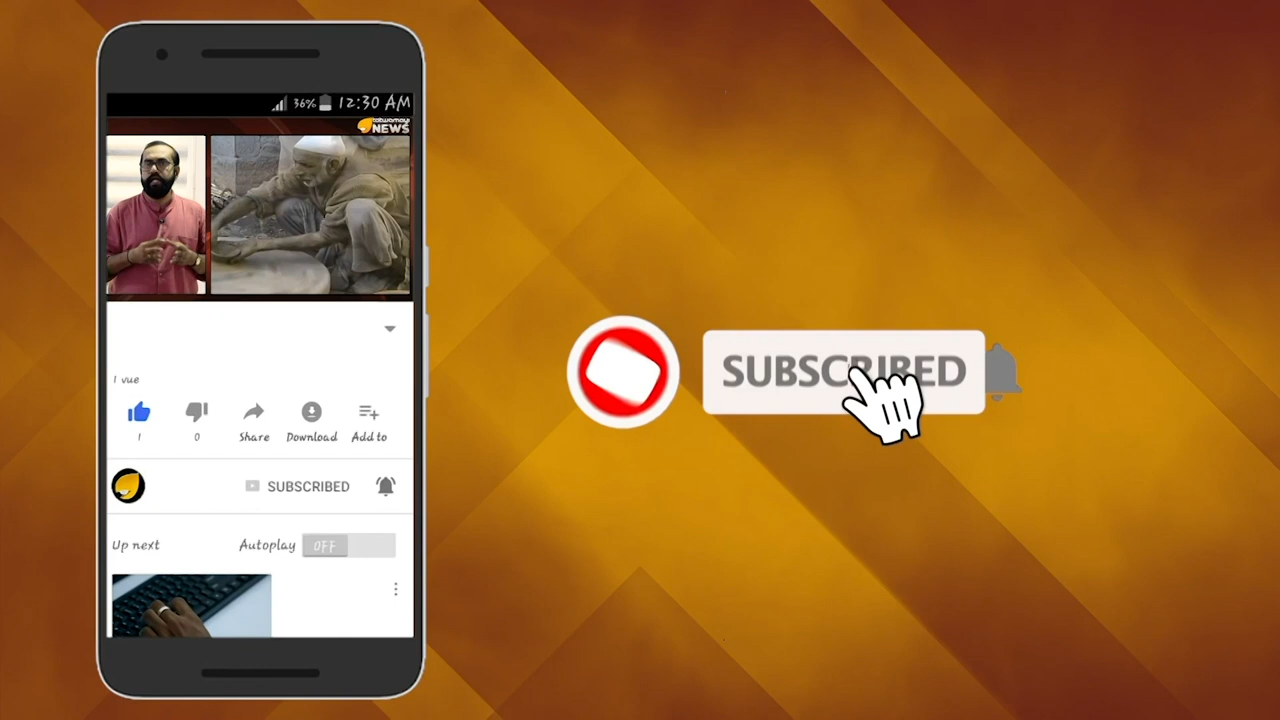 36% 12:30 AM
tatwamayi
NEWS
1 vue
1
0
Share
Download
Add to
SUBSCRIBED
Up next
Autoplay
OFF
SUBSCRIBED